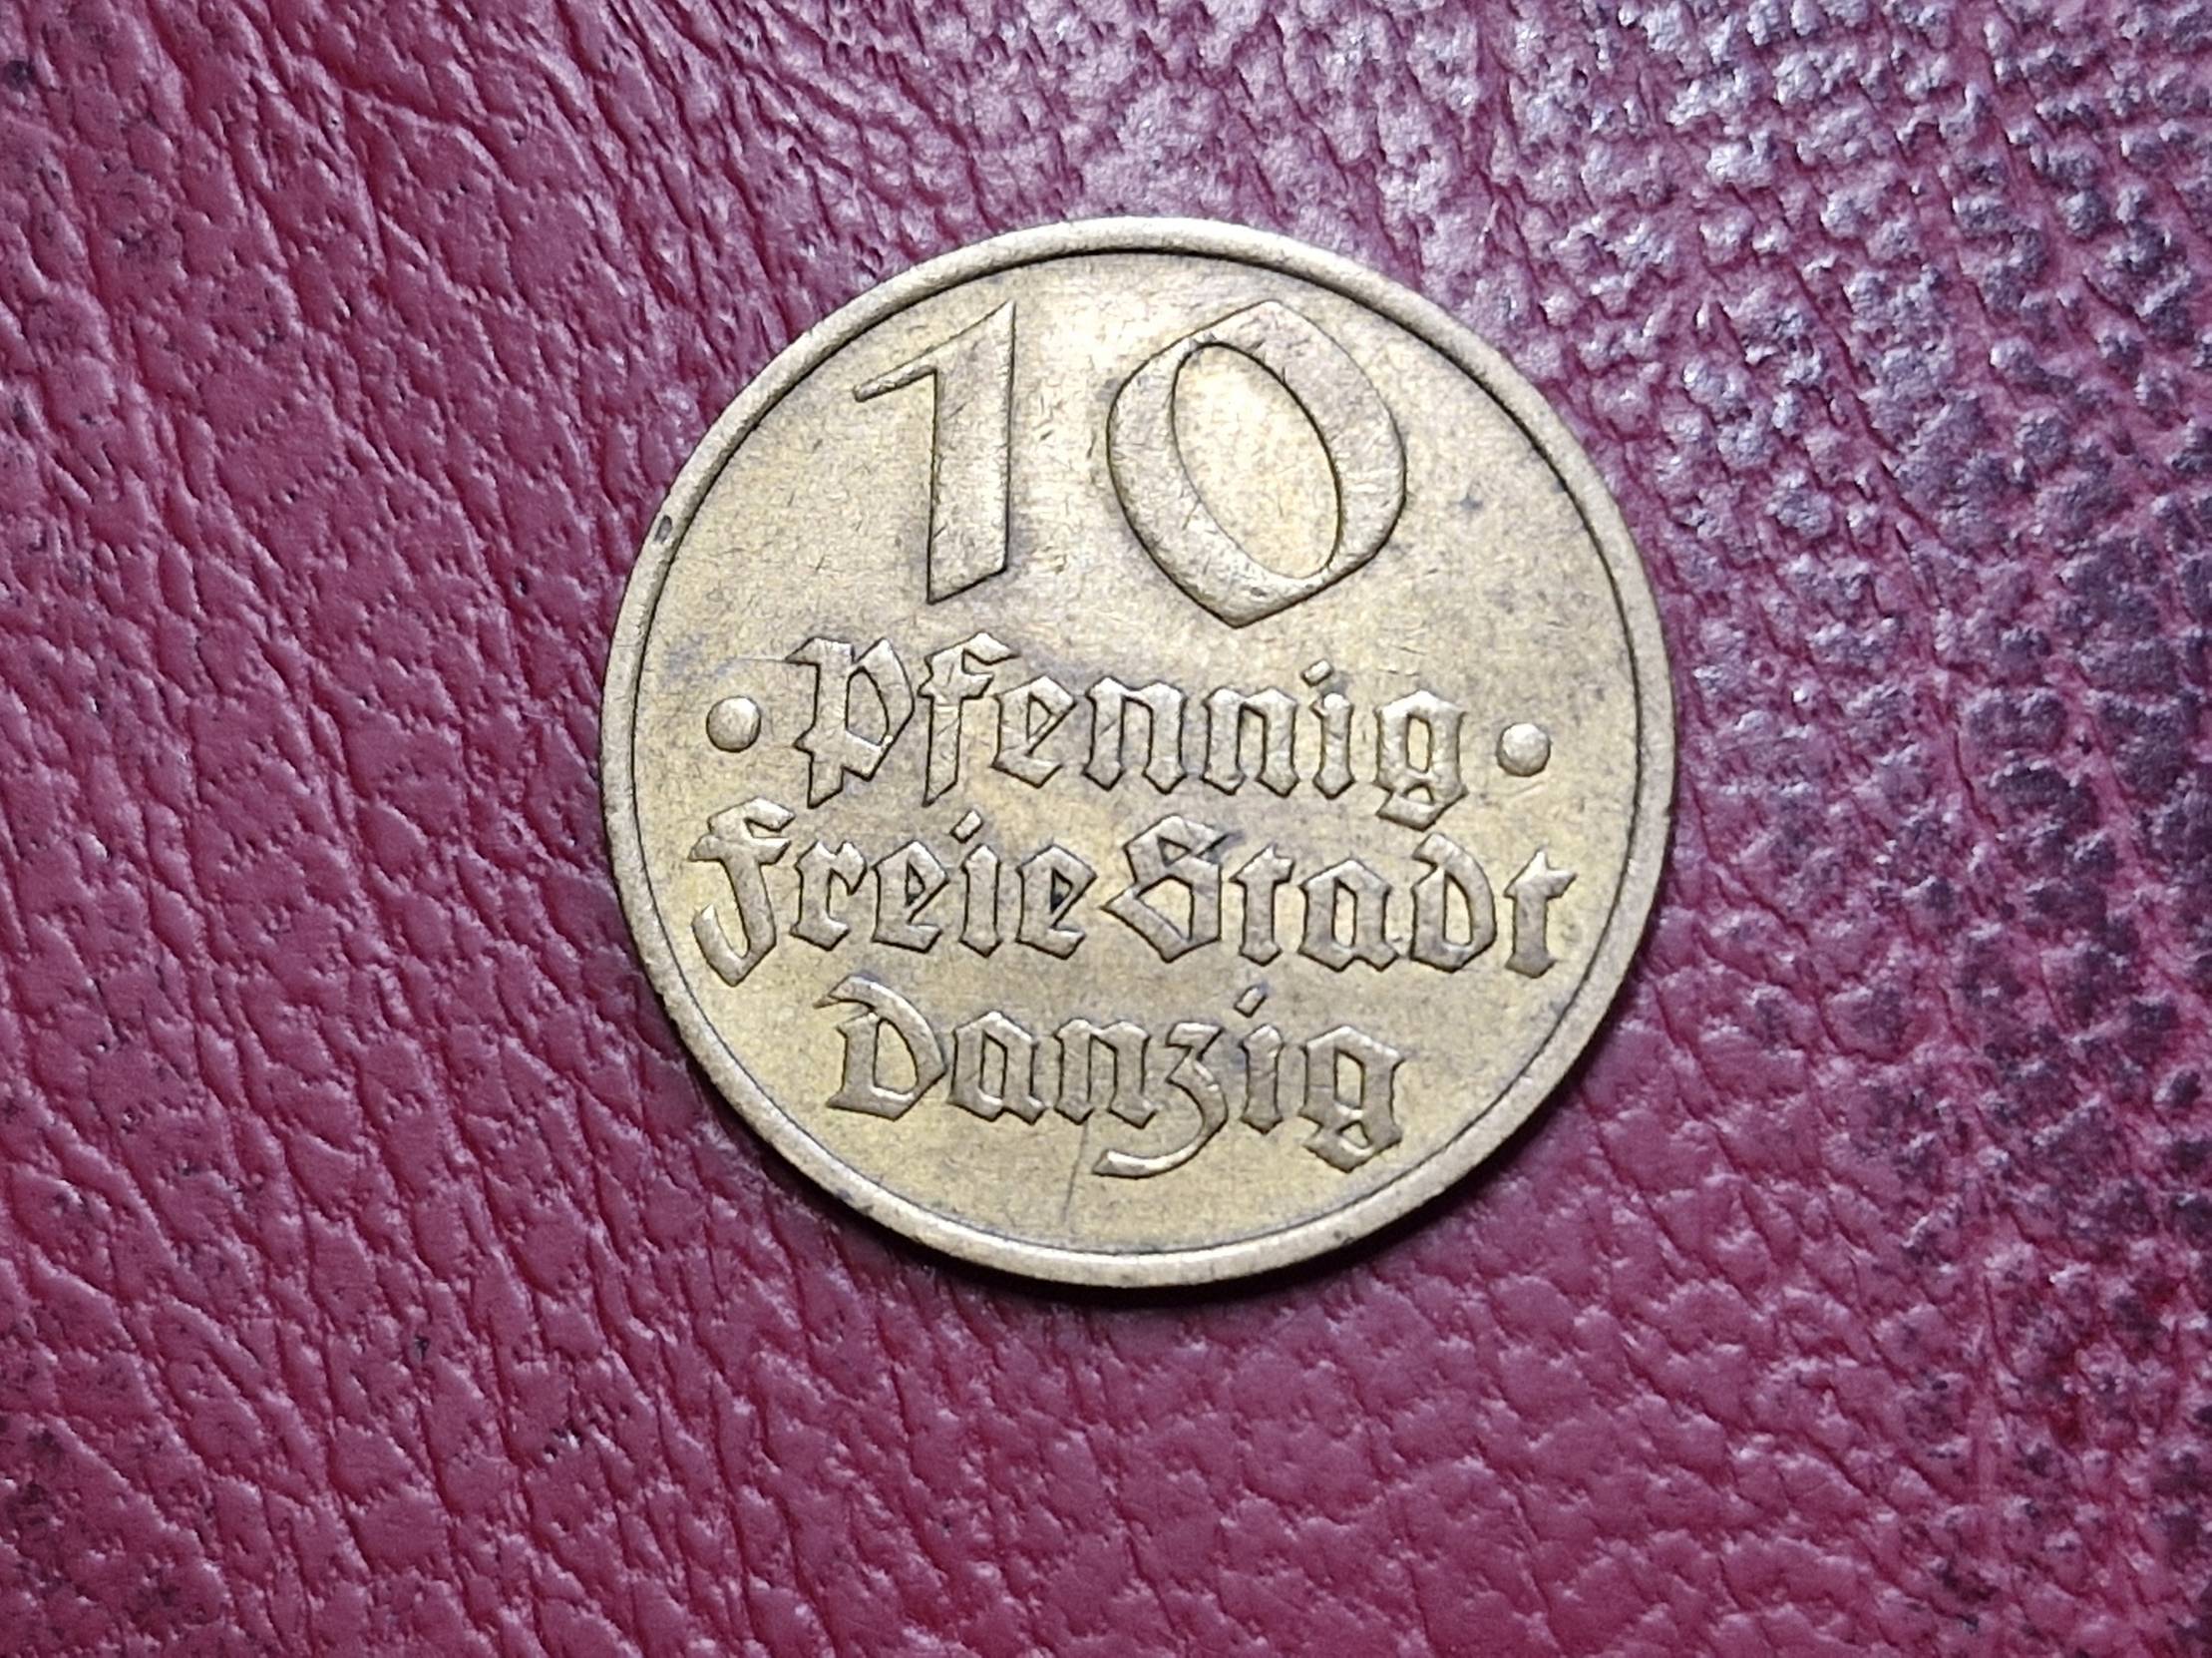 10
• Pfennig •
Freie Stadt
Danzig